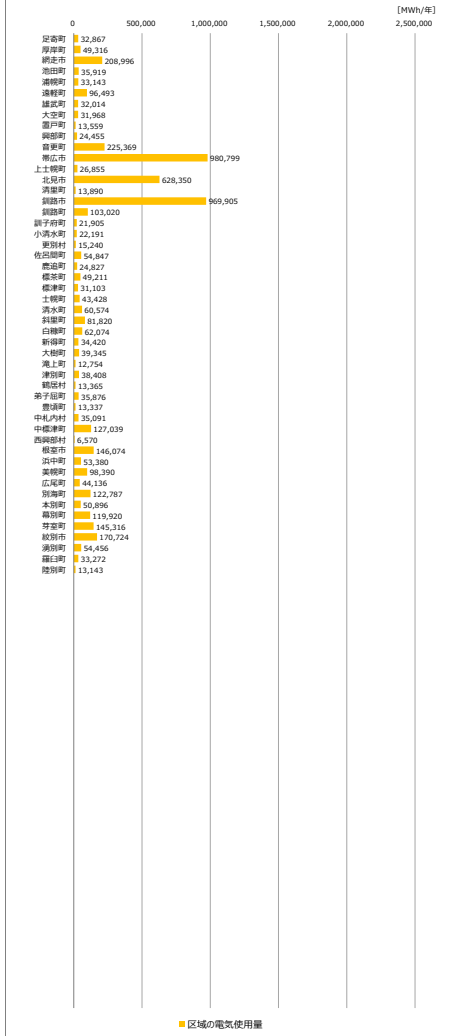 [MWh/年]
0 500,000 1,000,000 1,500,000 2,000,000 2,500,000
足寄町 32,867
厚岸町 49,316
網走市 208,996
池田町 35,919
浦幌町 33,143
遠軽町 96,493
雄武町 32,014
大空町 31,968
置戸町 13,559
興部町 24,455
音更町 225,369
帯広市 980,799
上士幌町 26,855
北見市 628,350
清里町 13,890
釧路市 969,905
釧路町 103,020
訓子府町 21,905
小清水町 22,191
更別村 15,240
佐呂間町 54,847
鹿追町 24,827
標茶町 49,211
標津町 31,103
士幌町 43,428
清水町 60,574
斜里町 81,820
白糠町 62,074
新得町 34,420
大樹町 39,345
滝上町 12,754
津別町 38,408
鶴居村 13,365
弟子屈町 35,876
豊頃町 13,337
中札内村 35,091
中標津町 127,039
西興部村 6,570
根室市 146,074
浜中町 53,380
美幌町 98,390
広尾町 44,136
別海町 122,787
本別町 50,896
幕別町 119,920
芽室町 145,316
紋別市 170,724
湧別町 54,456
羅臼町 33,272
陸別町 13,143
区域の電気使用量